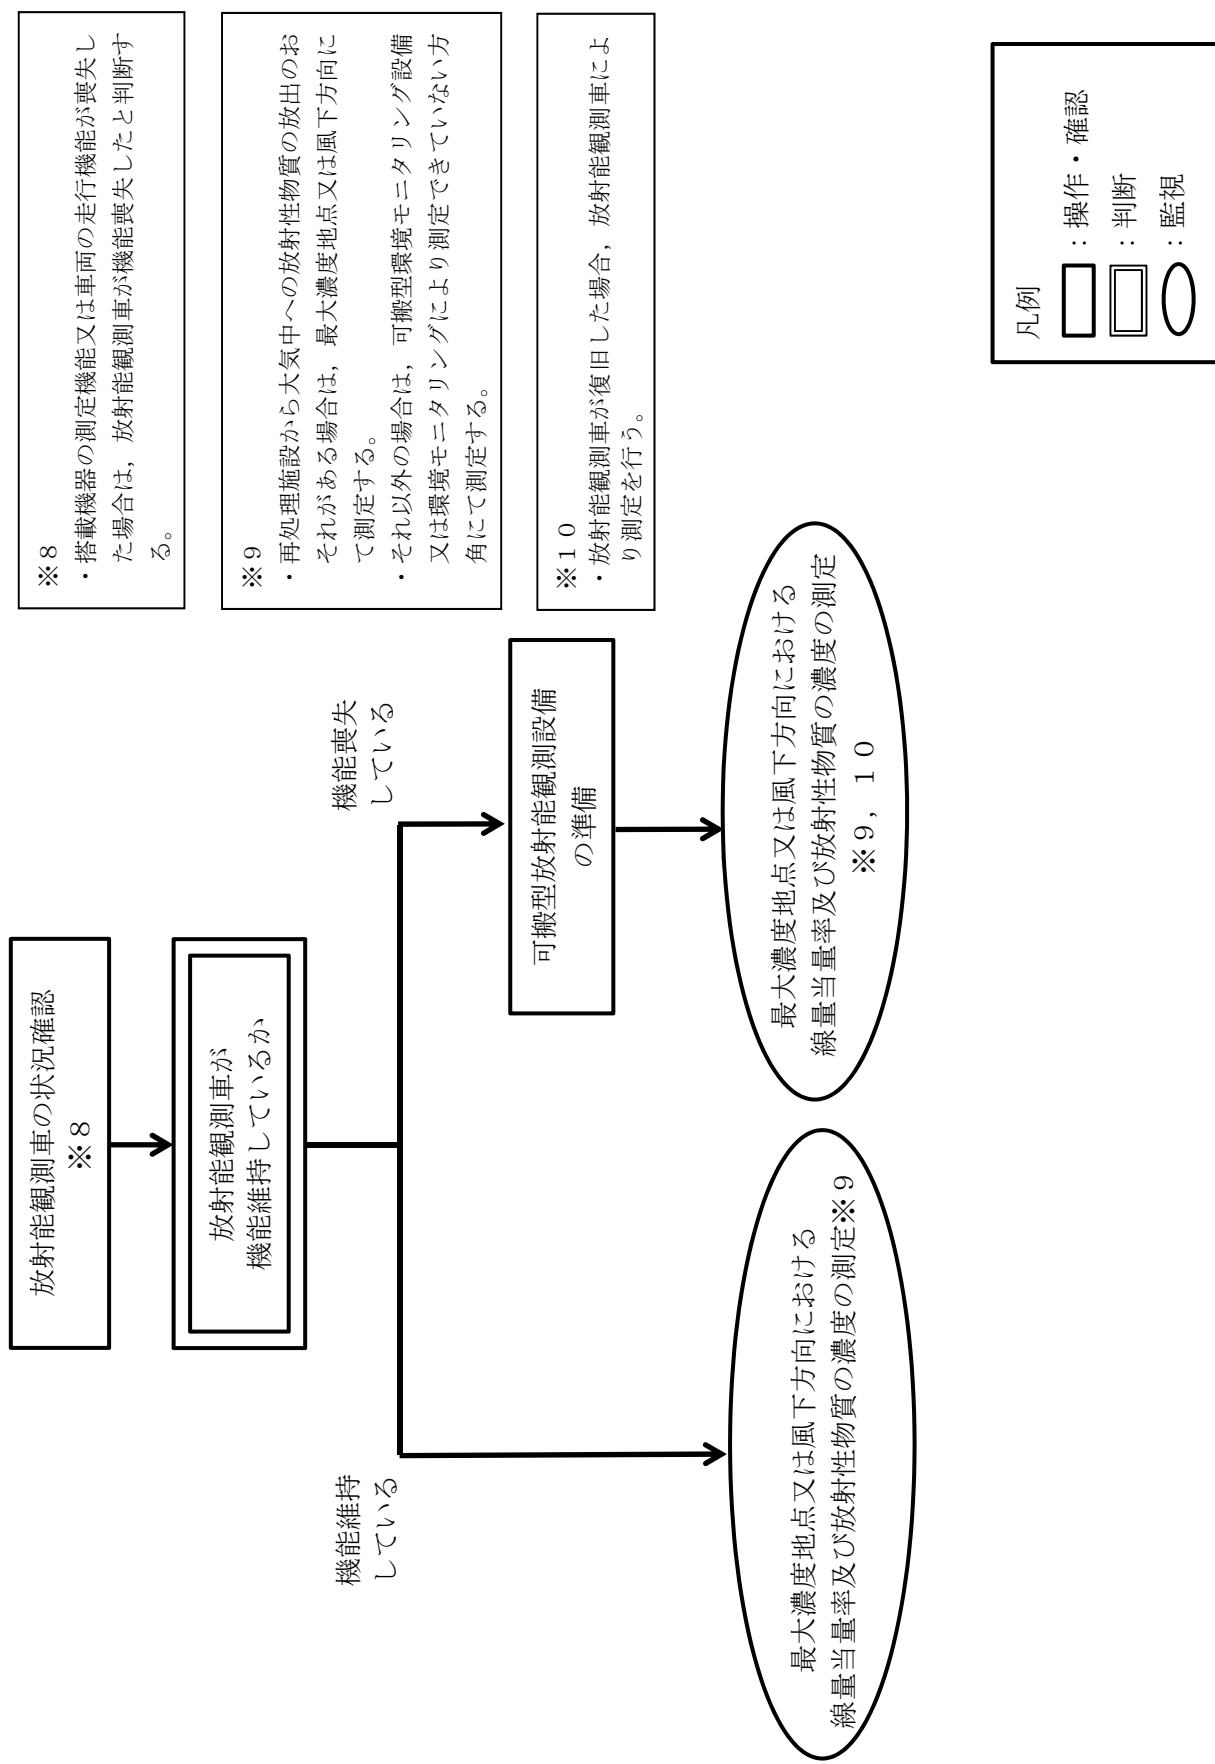 放射能観測車の状況確認
※８
放射能観測車が
機能維持しているか
機能維持
している
機能喪失
している
可搬型放射能観測設備
の準備
最大濃度地点又は風下方向における
線量当量率及び放射性物質の濃度の測定※９
最大濃度地点又は風下方向における
線量当量率及び放射性物質の濃度の測定
※９，１０
※８
・搭載機器の測定機能又は車両の走行機能が喪失し
た場合は，放射能観測車が機能喪失したと判断す
る。
※９
・再処理施設から大気中への放射性物質の放出のお
それがある場合は，最大濃度地点又は風下方向に
て測定する。
・それ以外の場合は，可搬型環境モニタリング設備
又は環境モニタリングにより測定できていない方
角にて測定する。
※１０
・放射能観測車が復旧した場合，放射能観測車によ
り測定を行う。
凡例
：操作・確認
：判断
：監視